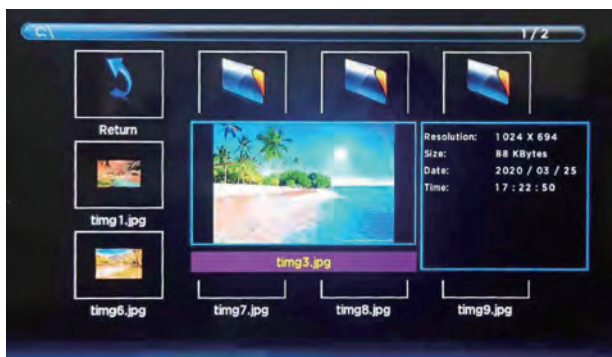 C:\
1/2
Return
Resolution: 1024 X 694
Size: 88 KBytes
Date: 2020 / 03 / 25
Time: 17 : 22 : 50
timg1.jpg
timg3.jpg
timg6.jpg timg7.jpg timg8.jpg timg9.jpg